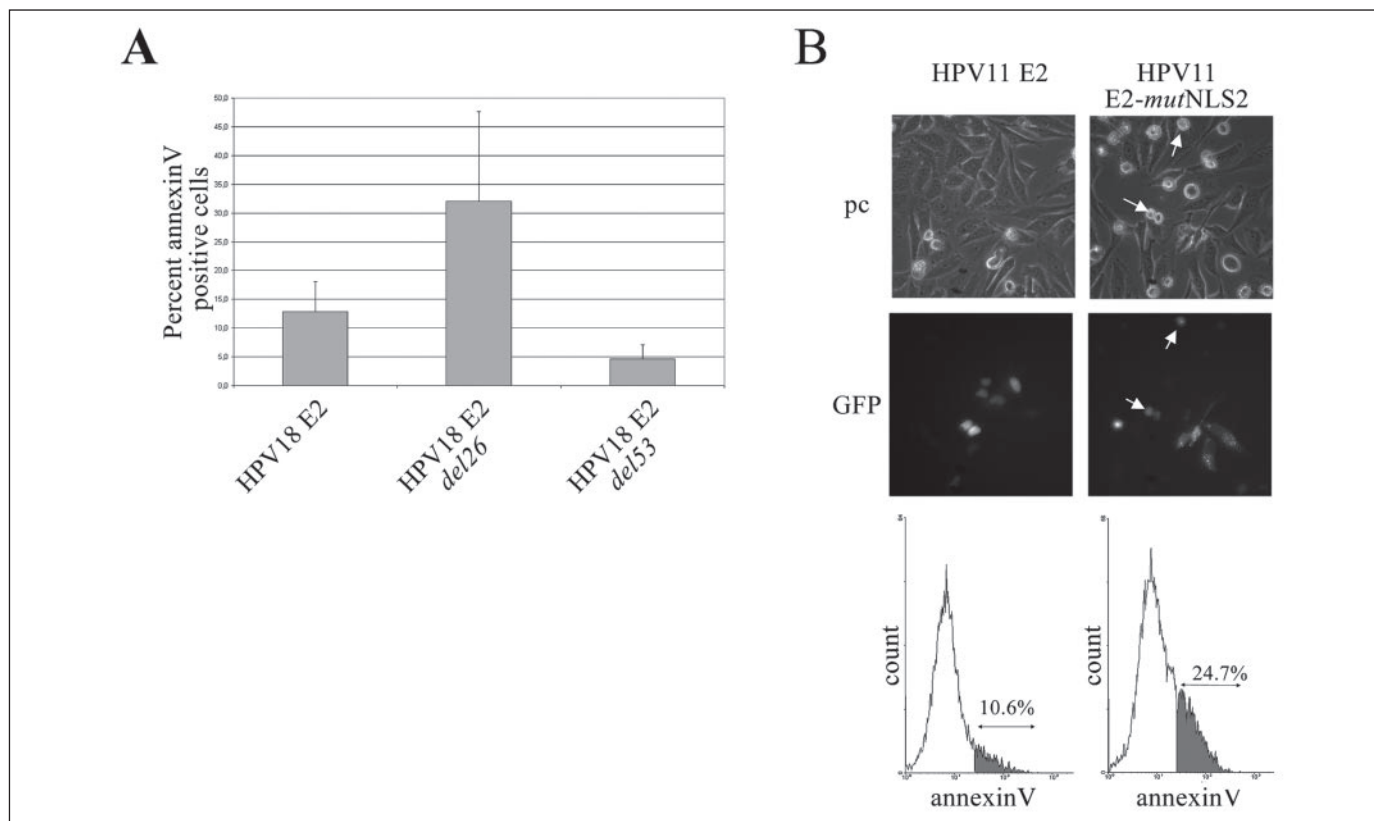 A
Percent annexinV
positive cells
50,0
45,0
40,0
35,0
30,0
25,0
20,0
15,0
10,0
5,0
0,0
HPV18 E2
HPV18 E2
del26
HPV18 E2
del53
B
HPV11 E2
HPV11
E2-mutNLS2
pc
GFP
count
10.6%
annexinV
count
24.7%
annexinV